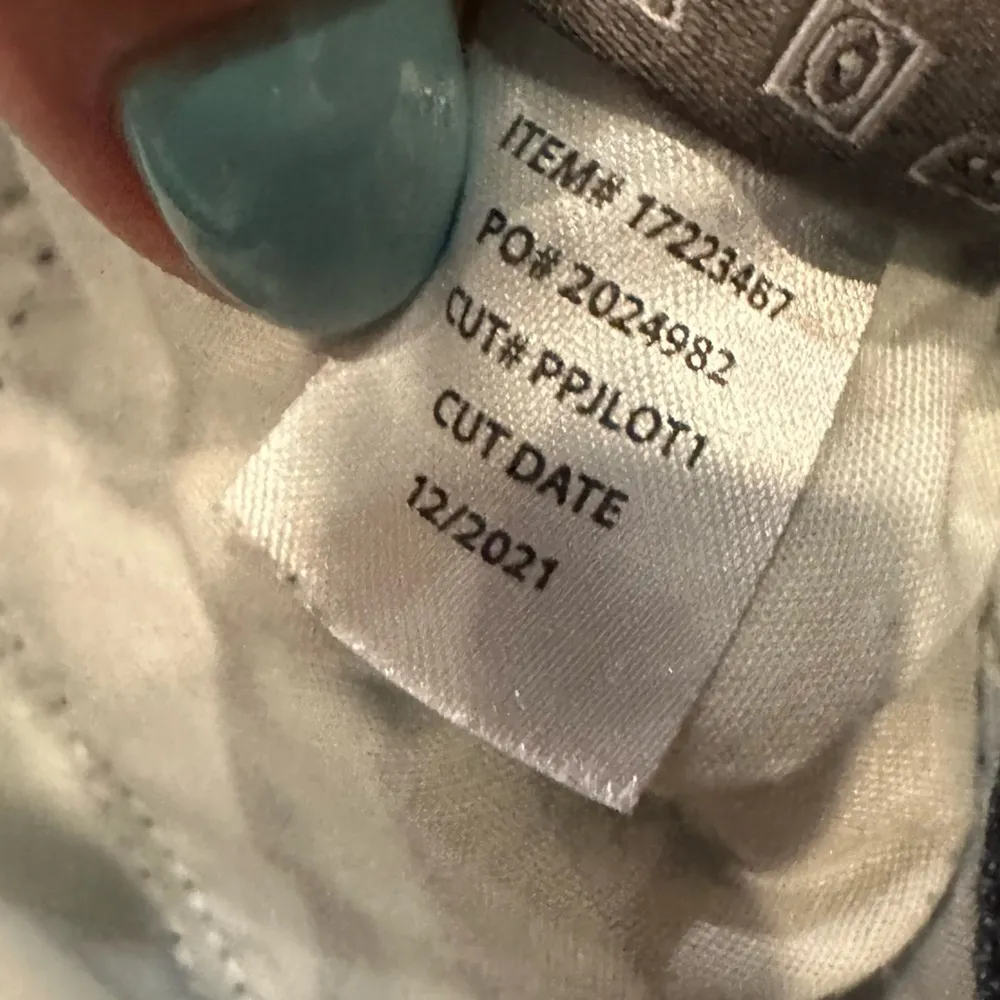 ITEM# 17223467
PO# 2024982
CUT# PPJLOT1
CUT DATE
12/2021